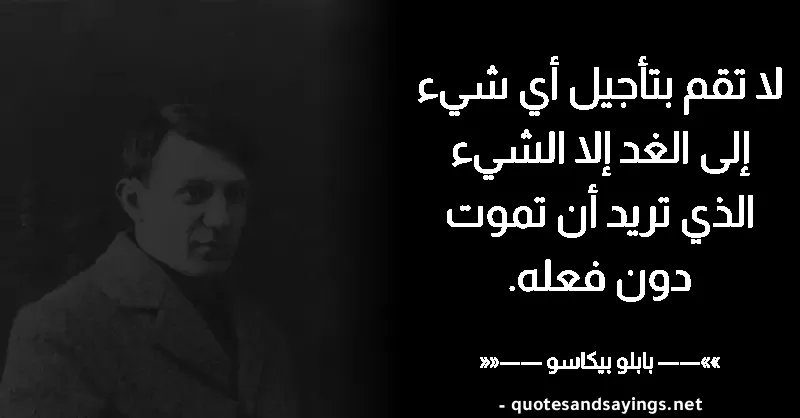 لا تقم بتأجيل أي شيء
إلى الغد إلا الشيء
الذي تريد أن تموت
دون فعله.
»»—— بابلو بيكاسو ——««
- quotesandsayings.net